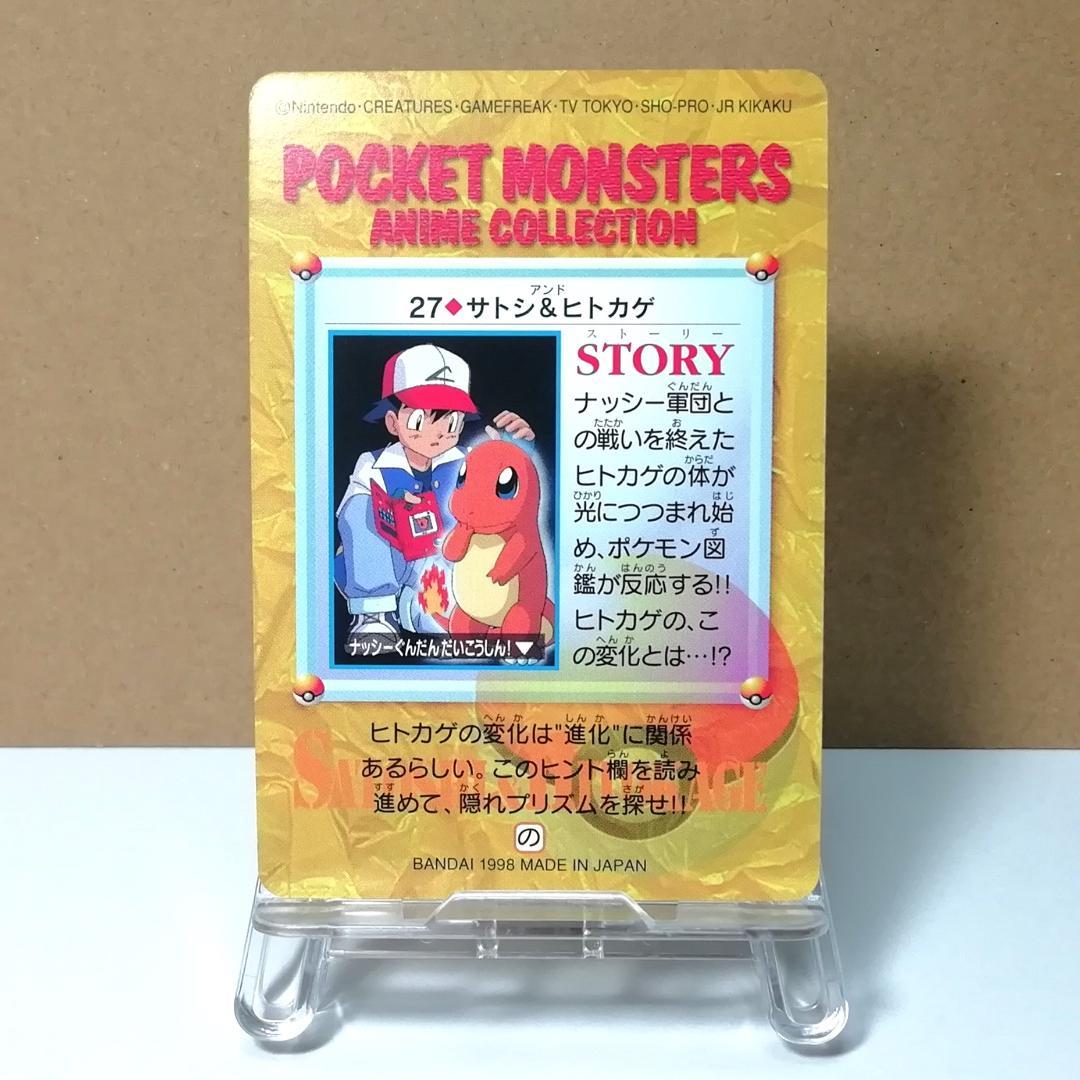 ©Nintendo・CREATURES・GAMEFREAK・TV TOKYO・SHO-PRO・JR KIKAKU
POCKET MONSTERS
ANIME COLLECTION
アンド
27◆サトシ&ヒトカゲ
ストーリー
STORY
ぐんだん
ナッシー軍団と
たたか お
の戦いを終えた
からだ
ヒトカゲの体が
ひかり はじ
光につつまれ始
ず
め、ポケモン図
かん はんのう
鑑が反応する!!
ヒトカゲの、こ
へんか
の変化とは…!?
ナッシーぐんだんだいこうしん!▼
へんか しんか かんけい
ヒトカゲの変化は"進化"に関係
らん よ
あるらしい。このヒント欄を読み
すす かく さが
進めて、隠れプリズムを探せ!!
の
BANDAI 1998 MADE IN JAPAN